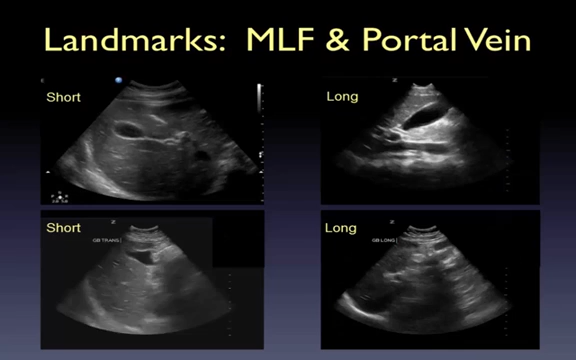 Landmarks: MLF & Portal Vein
Short
Long
Short
GB TRANS
Long
GB LONG